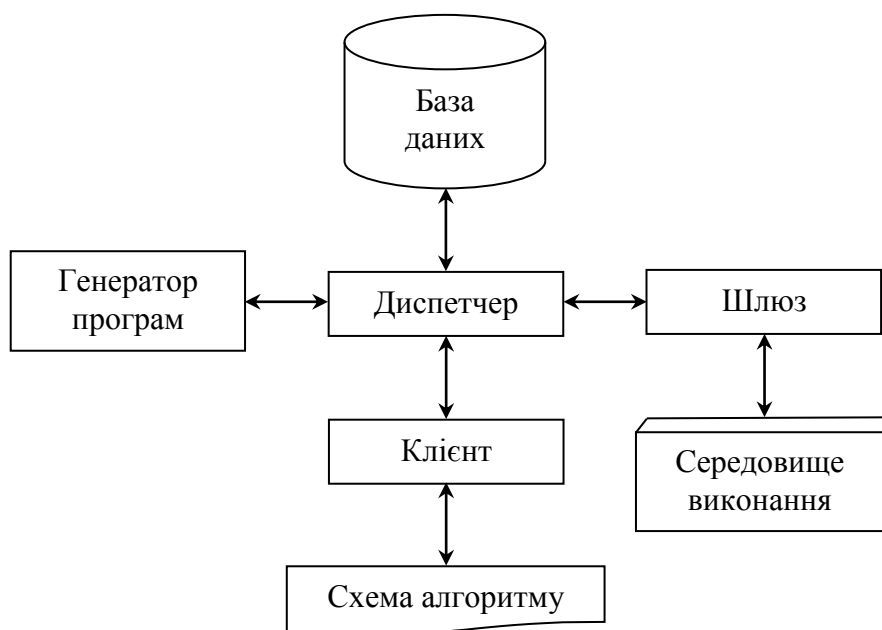 База
даних
Генератор
програм
Диспетчер
Шлюз
Клієнт
Середовище
виконання
Схема алгоритму